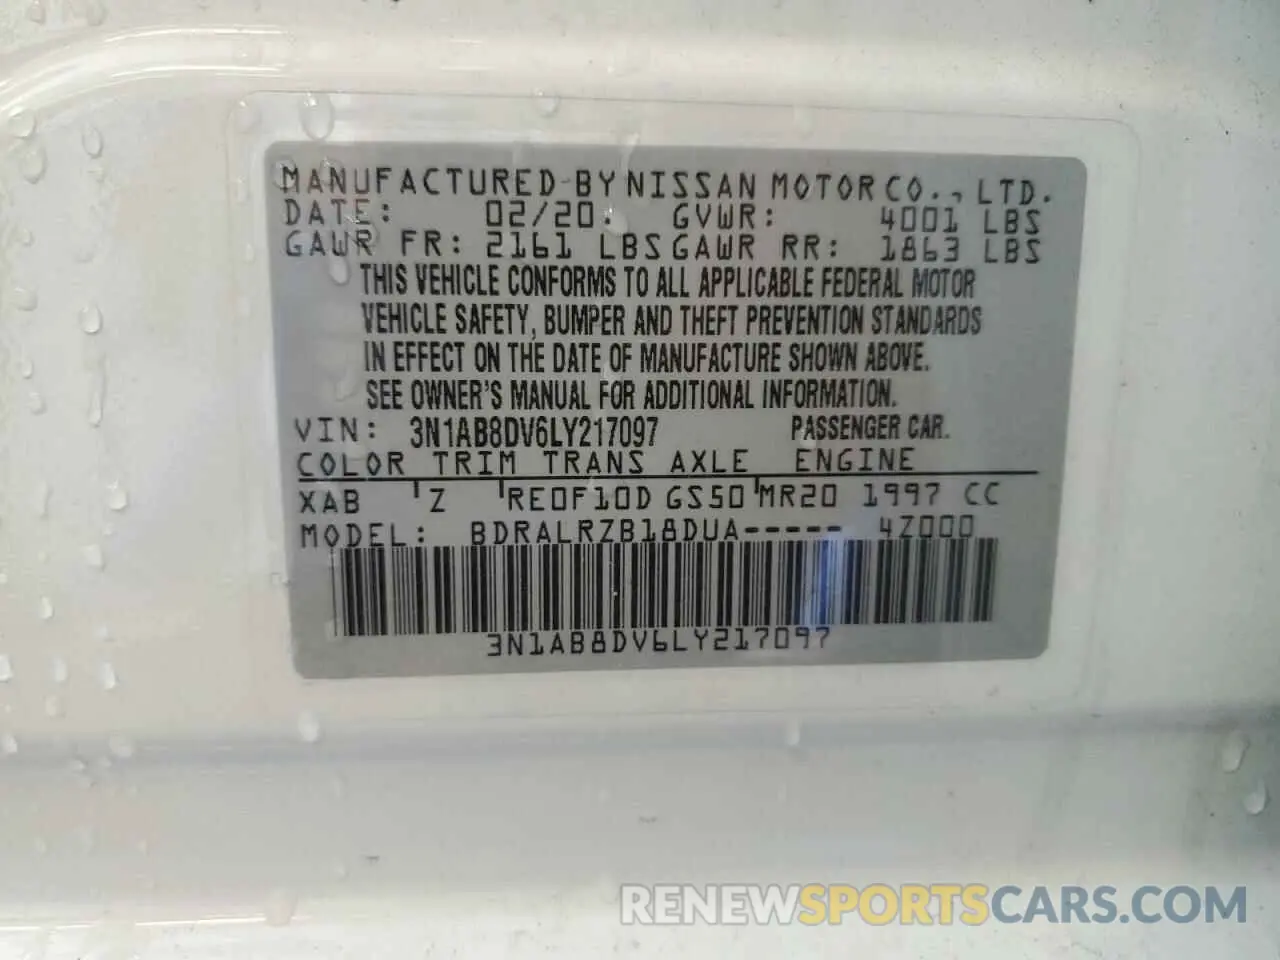 MANUFACTURED BY NISSAN MOTOR CO., LTD.
DATE: 02/20 GVWR: 4001 LBS
GAWR FR: 2161 LBS GAWR RR: 1863 LBS
THIS VEHICLE CONFORMS TO ALL APPLICABLE FEDERAL MOTOR
VEHICLE SAFETY, BUMPER AND THEFT PREVENTION STANDARDS
IN EFFECT ON THE DATE OF MANUFACTURE SHOWN ABOVE.
SEE OWNER'S MANUAL FOR ADDITIONAL INFORMATION.
VIN: 3N1AB8DV6LY217097 PASSENGER CAR.
COLOR TRIM TRANS AXLE ENGINE
XAB Z RE0F10D GS50 MR20 1997 CC
MODEL: BDRALRZB18DUA----- 4Z000
3N1AB8DV6LY217097
RENEWSPORTSCARS.COM